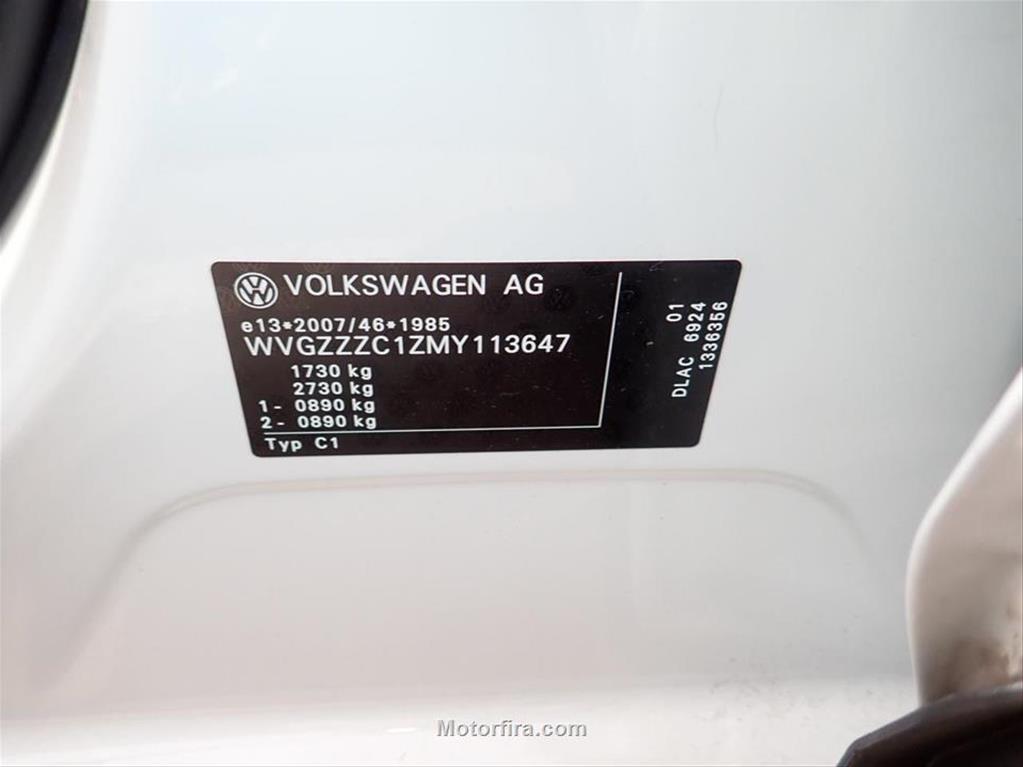 VOLKSWAGEN AG
e13*2007/46*1985
WVGZZZC1ZMY113647
1730 kg
2730 kg
1- 0890 kg
2- 0890 kg
Typ C1
01
DLAC 6924
1336356
Motorfira.com